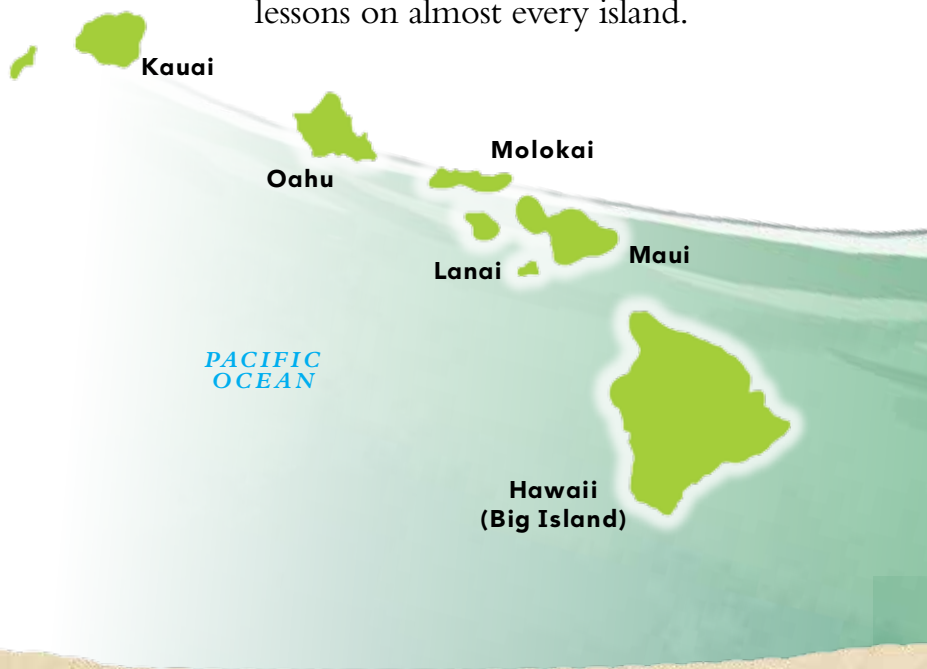 lessons on almost every island.
Kauai
Oahu
Molokai
Lanai
Maui
PACIFIC
OCEAN
Hawaii
(Big Island)